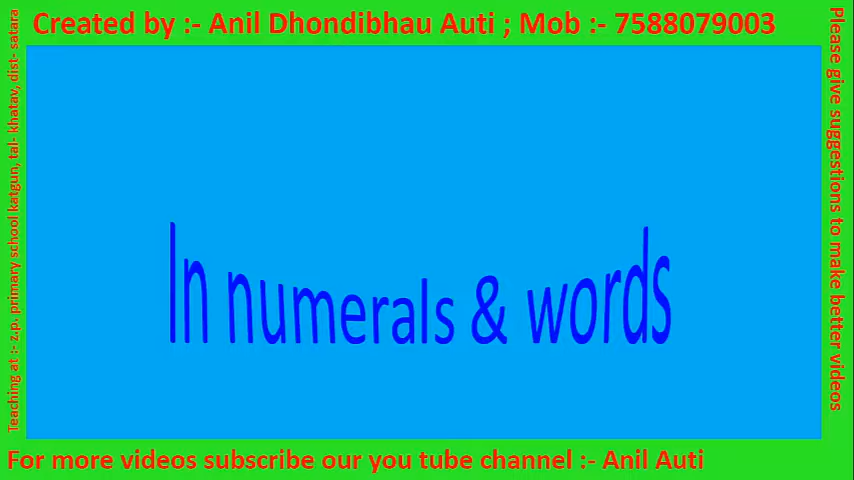 Created by :- Anil Dhondibhau Auti ; Mob :- 7588079003
Teaching at :- z.p. primary school katgun, tal- khatav, dist- satara
In numerals & words
Please give suggestions to make better videos
For more videos subscribe our you tube channel :- Anil Auti